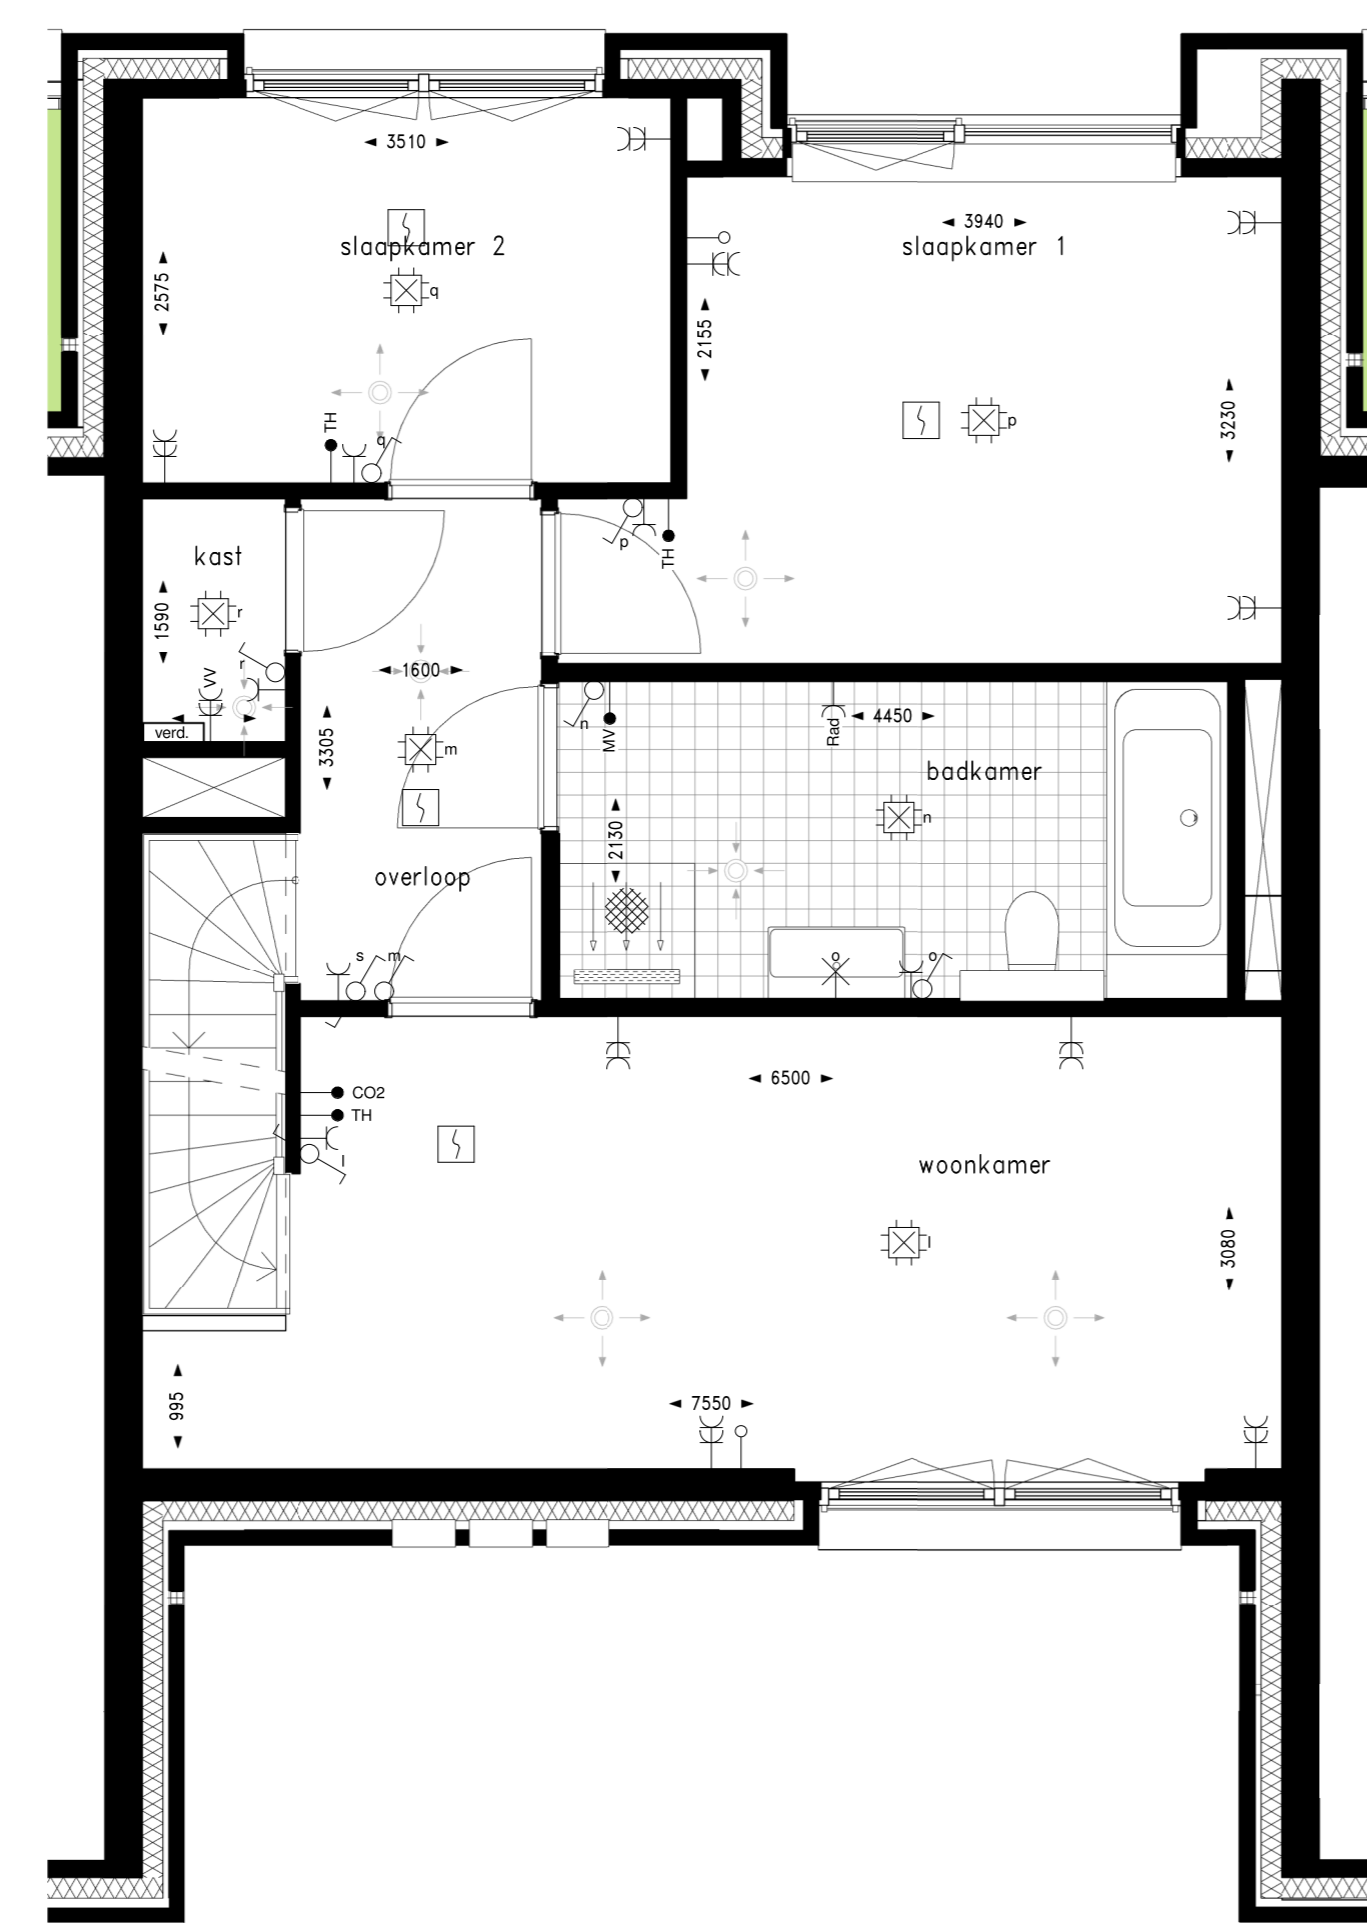 3510
slaapkamer 2
q
2575
TH
q
3940
slaapkamer 1
2155
p
3230
p
TH
kast
r
1590
r
VV
verd.
1600
m
3305
overloop
s
m
n
MV
Rad
4450
badkamer
n
2130
o
o
6500
CO2
TH
l
woonkamer
l
3080
995
7550